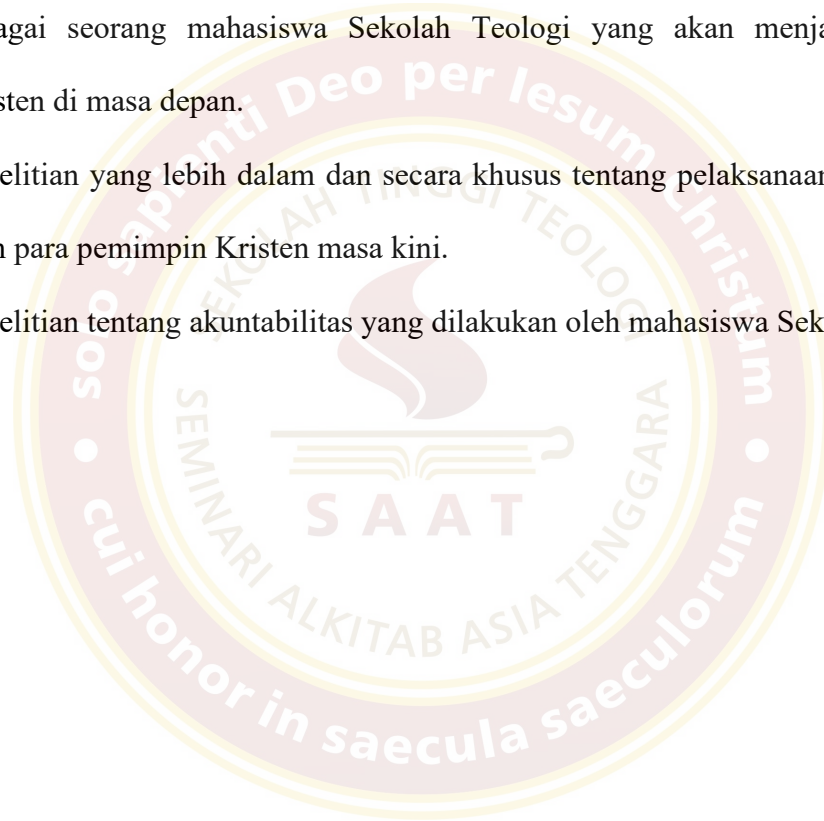 agai seorang mahasiswa Sekolah Teologi yang akan menja
sten di masa depan.
elitian yang lebih dalam dan secara khusus tentang pelaksanaan
para pemimpin Kristen masa kini.
elitian tentang akuntabilitas yang dilakukan oleh mahasiswa Sek
soli sapienti Deo per Iesum Christum
SEKOLAH TINGGI TEOLOGI
SEMINARI ALKITAB ASIA TENGGARA
SAAT
cui honor in saecula saeculorum